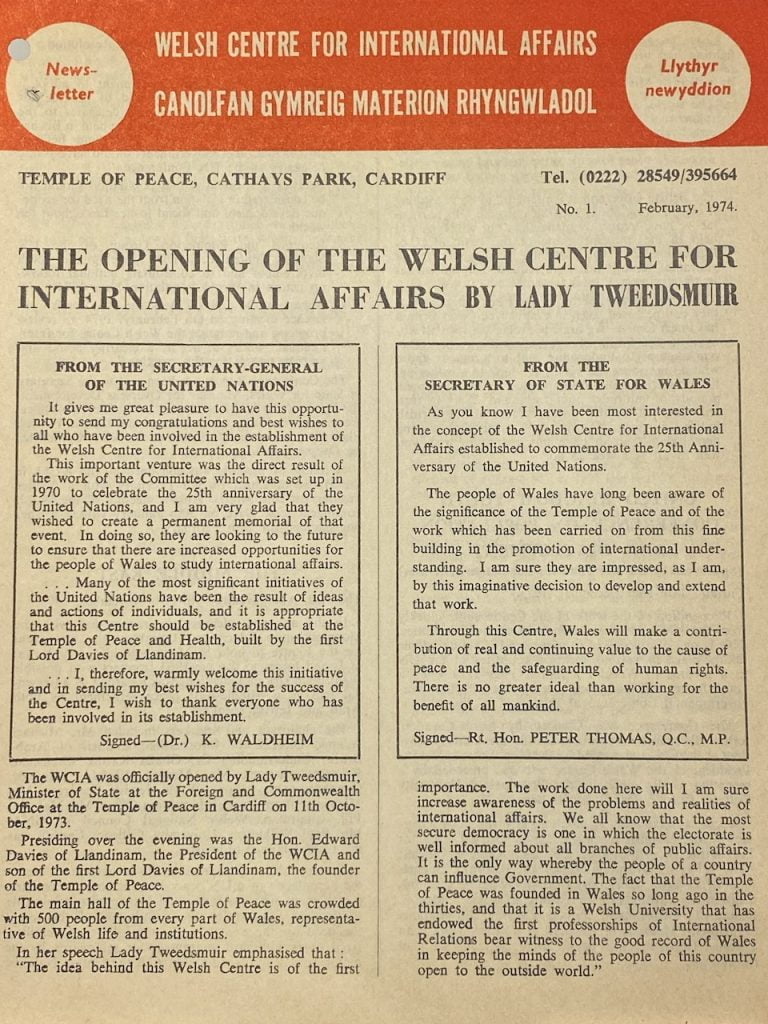 News-
letter
WELSH CENTRE FOR INTERNATIONAL AFFAIRS
CANOLFAN GYMREIG MATERION RHYNGWLADOL
Llythyr
newyddion
TEMPLE OF PEACE, CATHAYS PARK, CARDIFF
Tel. (0222) 28549/395664
No. 1. February, 1974.
THE OPENING OF THE WELSH CENTRE FOR
INTERNATIONAL AFFAIRS BY LADY TWEEDSMUIR
FROM THE SECRETARY-GENERAL
OF THE UNITED NATIONS
It gives me great pleasure to have this opportu-
nity to send my congratulations and best wishes to
all who have been involved in the establishment of
the Welsh Centre for International Affairs.
This important venture was the direct result of
the work of the Committee which was set up in
1970 to celebrate the 25th anniversary of the
United Nations, and I am very glad that they
wished to create a permanent memorial of that
event. In doing so, they are looking to the future
to ensure that there are increased opportunities for
the people of Wales to study international affairs.
. . . Many of the most significant initiatives of
the United Nations have been the result of ideas
and actions of individuals, and it is appropriate
that this Centre should be established at the
Temple of Peace and Health, built by the first
Lord Davies of Llandinam.
. . . I, therefore, warmly welcome this initiative
and in sending my best wishes for the success of
the Centre, I wish to thank everyone who has
been involved in its establishment.
Signed—(Dr.) K. WALDHEIM
The WCIA was officially opened by Lady Tweedsmuir,
Minister of State at the Foreign and Commonwealth
Office at the Temple of Peace in Cardiff on 11th Octo-
ber, 1973.
Presiding over the evening was the Hon. Edward
Davies of Llandinam, the President of the WCIA and
son of the first Lord Davies of Llandinam, the founder
of the Temple of Peace.
The main hall of the Temple of Peace was crowded
with 500 people from every part of Wales, representa-
tive of Welsh life and institutions.
In her speech Lady Tweedsmuir emphasised that :
"The idea behind this Welsh Centre is of the first
FROM THE
SECRETARY OF STATE FOR WALES
As you know I have been most interested in
the concept of the Welsh Centre for International
Affairs established to commemorate the 25th Anni-
versary of the United Nations.
The people of Wales have long been aware of
the significance of the Temple of Peace and of the
work which has been carried on from this fine
building in the promotion of international under-
standing. I am sure they are impressed, as I am,
by this imaginative decision to develop and extend
that work.
Through this Centre, Wales will make a contri-
bution of real and continuing value to the cause of
peace and the safeguarding of human rights.
There is no greater ideal than working for the
benefit of all mankind.
Signed—Rt. Hon. PETER THOMAS, Q.C., M.P.
importance. The work done here will I am sure
increase awareness of the problems and realities of
international affairs. We all know that the most
secure democracy is one in which the electorate is
well informed about all branches of public affairs.
It is the only way whereby the people of a country
can influence Government. The fact that the Temple
of Peace was founded in Wales so long ago in the
thirties, and that it is a Welsh University that has
endowed the first professorships of International
Relations bear witness to the good record of Wales
in keeping the minds of the people of this country
open to the outside world."